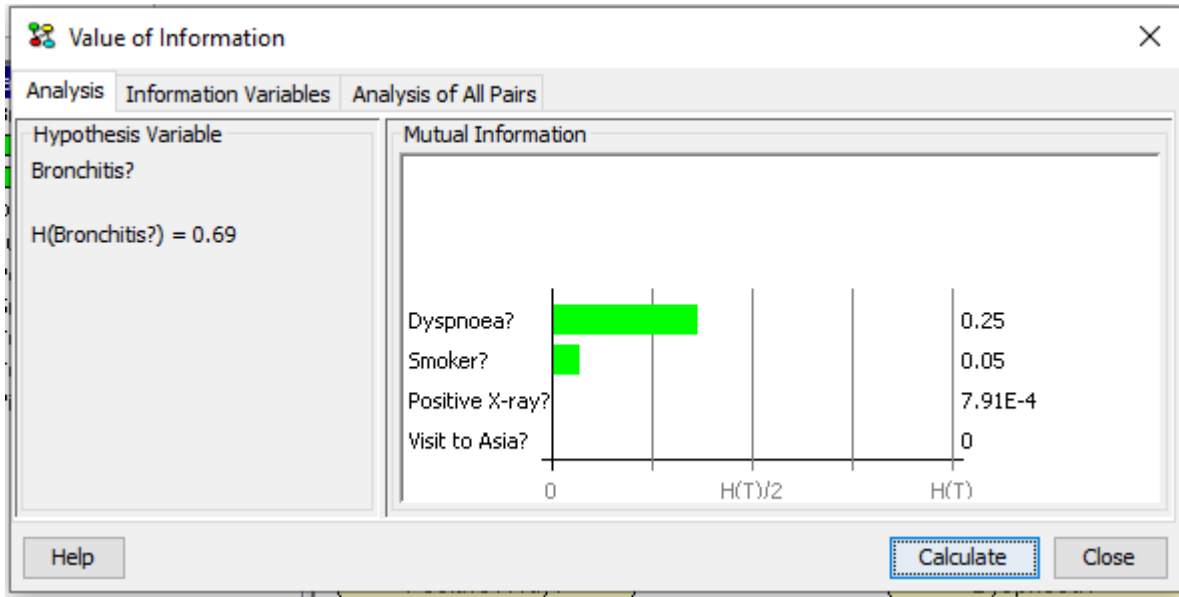 Value of Information
Analysis
Information Variables
Analysis of All Pairs
Hypothesis Variable
Bronchitis?
H(Bronchitis?) = 0.69
Mutual Information
Dyspnoea? 0.25
Smoker? 0.05
Positive X-ray? 7.91E-4
Visit to Asia? 0
0 H(T)/2 H(T)
Help
Calculate
Close